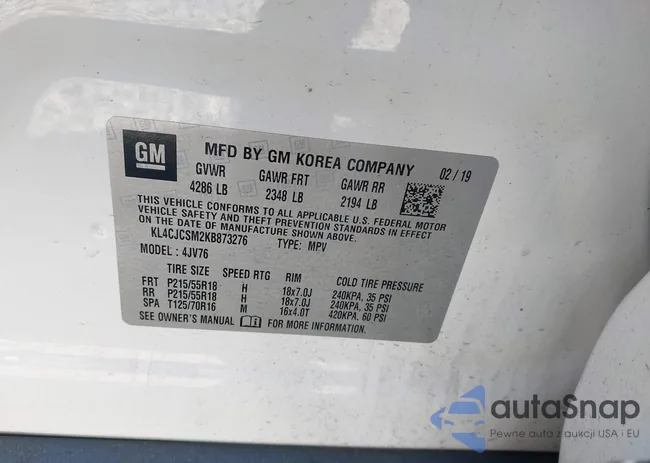 GM MFD BY GM KOREA COMPANY 02/19
GVWR GAWR FRT GAWR RR
4286 LB 2348 LB 2194 LB
THIS VEHICLE CONFORMS TO ALL APPLICABLE U.S. FEDERAL MOTOR
VEHICLE SAFETY AND THEFT PREVENTION STANDARDS IN EFFECT ON
THE DATE OF MANUFACTURE SHOWN ABOVE.
KL4CJCSM2KB873276 TYPE: MPV
MODEL: 4JV76
TIRE SIZE SPEED RTG RIM COLD TIRE PRESSURE
FRT P215/55R18 H 18x7.0J 240KPA, 35 PSI
RR P215/55R18 H 18x7.0J 240KPA, 35 PSI
SPA T125/70R16 M 16x4.0T 420KPA, 60 PSI
SEE OWNER'S MANUAL FOR MORE INFORMATION
autaSnap
Pewne auto z aukcji USA i EU